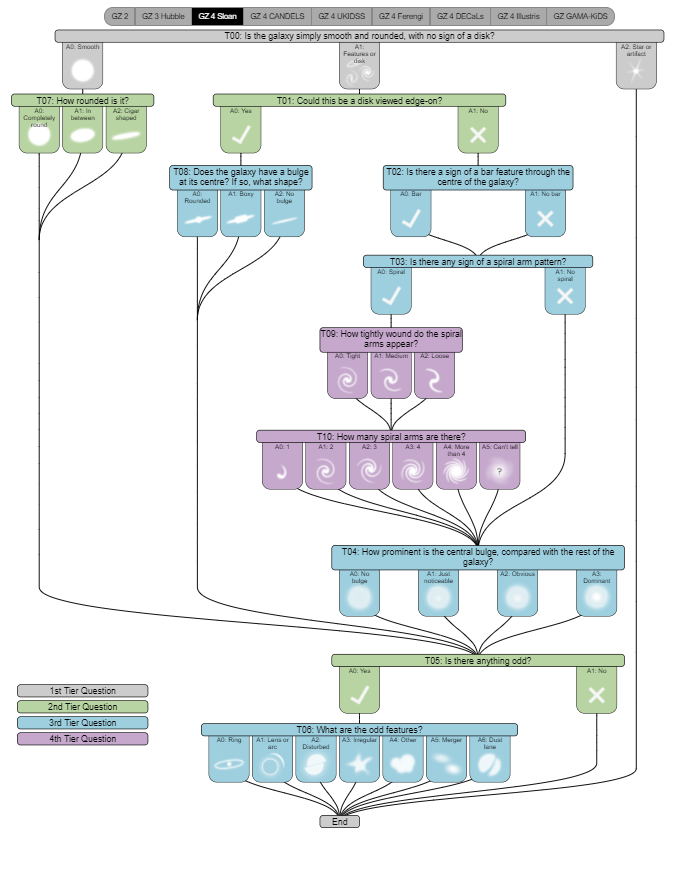 GZ 2 GZ 3 Hubble GZ 4 Sloan GZ 4 CANDELS GZ 4 UKIDSS GZ 4 Ferengi GZ 4 DECaLs GZ 4 Illustris GZ GAMA-KiDS
T00: Is the galaxy simply smooth and rounded, with no sign of a disk?
A0: Smooth
A1:
Features or
disk
A2: Star or
artifact
T07: How rounded is it?
A0:
Completely
round
A1: In
between
A2: Cigar
shaped
T01: Could this be a disk viewed edge-on?
A0: Yes
A1: No
T08: Does the galaxy have a bulge
at its centre? If so, what shape?
A0:
Rounded
A1: Boxy
A2: No
bulge
T02: Is there a sign of a bar feature through the
centre of the galaxy?
A0: Bar
A1: No bar
T03: Is there any sign of a spiral arm pattern?
A0: Spiral
A1: No
spiral
T09: How tightly wound do the spiral
arms appear?
A0: Tight
A1: Medium
A2: Loose
T10: How many spiral arms are there?
A0: 1
A1: 2
A2: 3
A3: 4
A4: More
than 4
A5: Can't tell
?
T04: How prominent is the central bulge, compared with the rest of the
galaxy?
A0: No
bulge
A1: Just
noticeable
A2: Obvious
A3:
Dominant
T05: Is there anything odd?
A0: Yes
A1: No
T06: What are the odd features?
A0: Ring
A1: Lens or
arc
A2:
Disturbed
A3: Irregular
A4: Other
A5: Merger
A6: Dust
lane
End
1st Tier Question
2nd Tier Question
3rd Tier Question
4th Tier Question